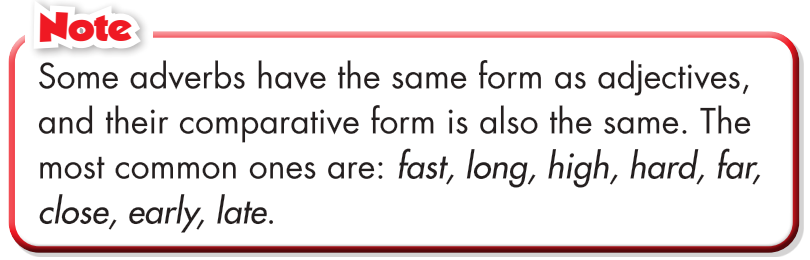 Note
Some adverbs have the same form as adjectives,
and their comparative form is also the same. The
most common ones are: fast, long, high, hard, far,
close, early, late.